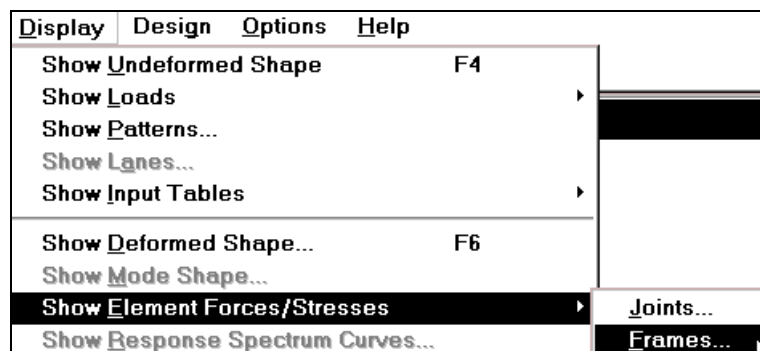 Display Design Options Help
Show Undeformed Shape F4
Show Loads
Show Patterns...
Show Lanes...
Show Input Tables
Show Deformed Shape... F6
Show Mode Shape...
Show Element Forces/Stresses
Joints...
Show Response Spectrum Curves...
Frames...